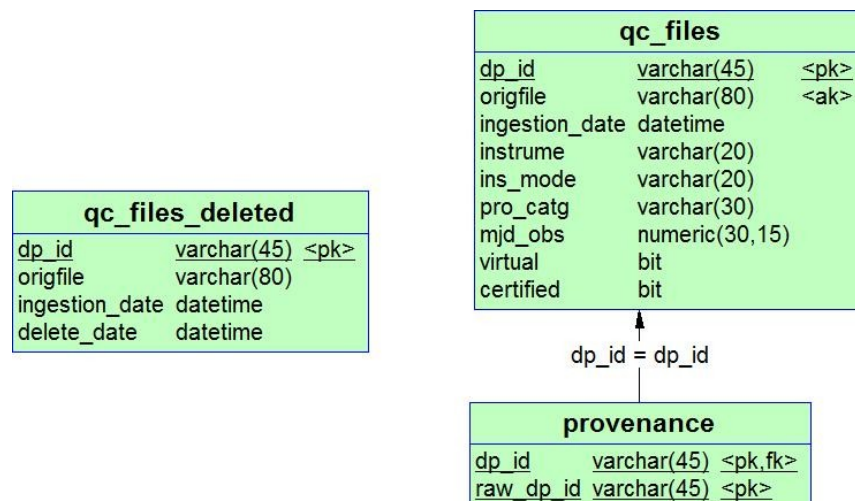 qc_files
dp_id varchar(45) <pk>
origfile varchar(80) <ak>
ingestion_date datetime
instrume varchar(20)
ins_mode varchar(20)
pro_catg varchar(30)
mjd_obs numeric(30,15)
virtual bit
certified bit
qc_files_deleted
dp_id varchar(45) <pk>
origfile varchar(80)
ingestion_date datetime
delete_date datetime
dp_id = dp_id
provenance
dp_id varchar(45) <pk,fk>
raw_dp_id varchar(45) <pk>